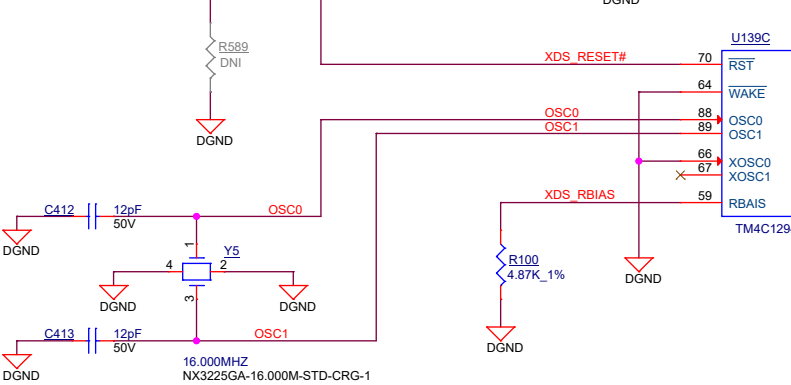 DGND
U139C
R589
DNI
XDS_RESET#
70
RST
64
WAKE
OSC0
88
OSC0
DGND
OSC1
89
OSC1
66
XOSC0
67
XOSC1
XDS_RBIAS
59
RBAIS
C412
12pF
OSC0
50V
TM4C129
DGND
1
Y5
4
2
R100
4.87K_1%
DGND
DGND
DGND
3
C413
12pF
OSC1
50V
DGND
DGND
16.000MHZ
NX3225GA-16.000M-STD-CRG-1